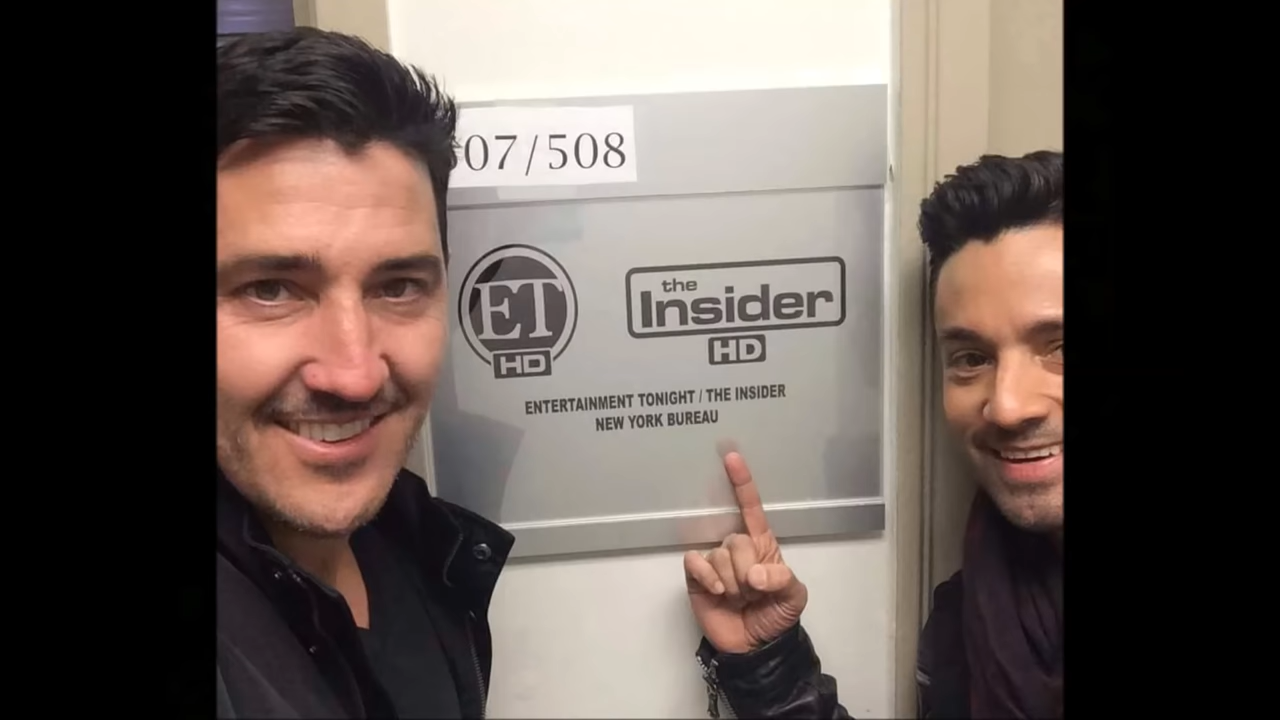 07/508
ET
HD
the
Insider
HD
ENTERTAINMENT TONIGHT / THE INSIDER
NEW YORK BUREAU